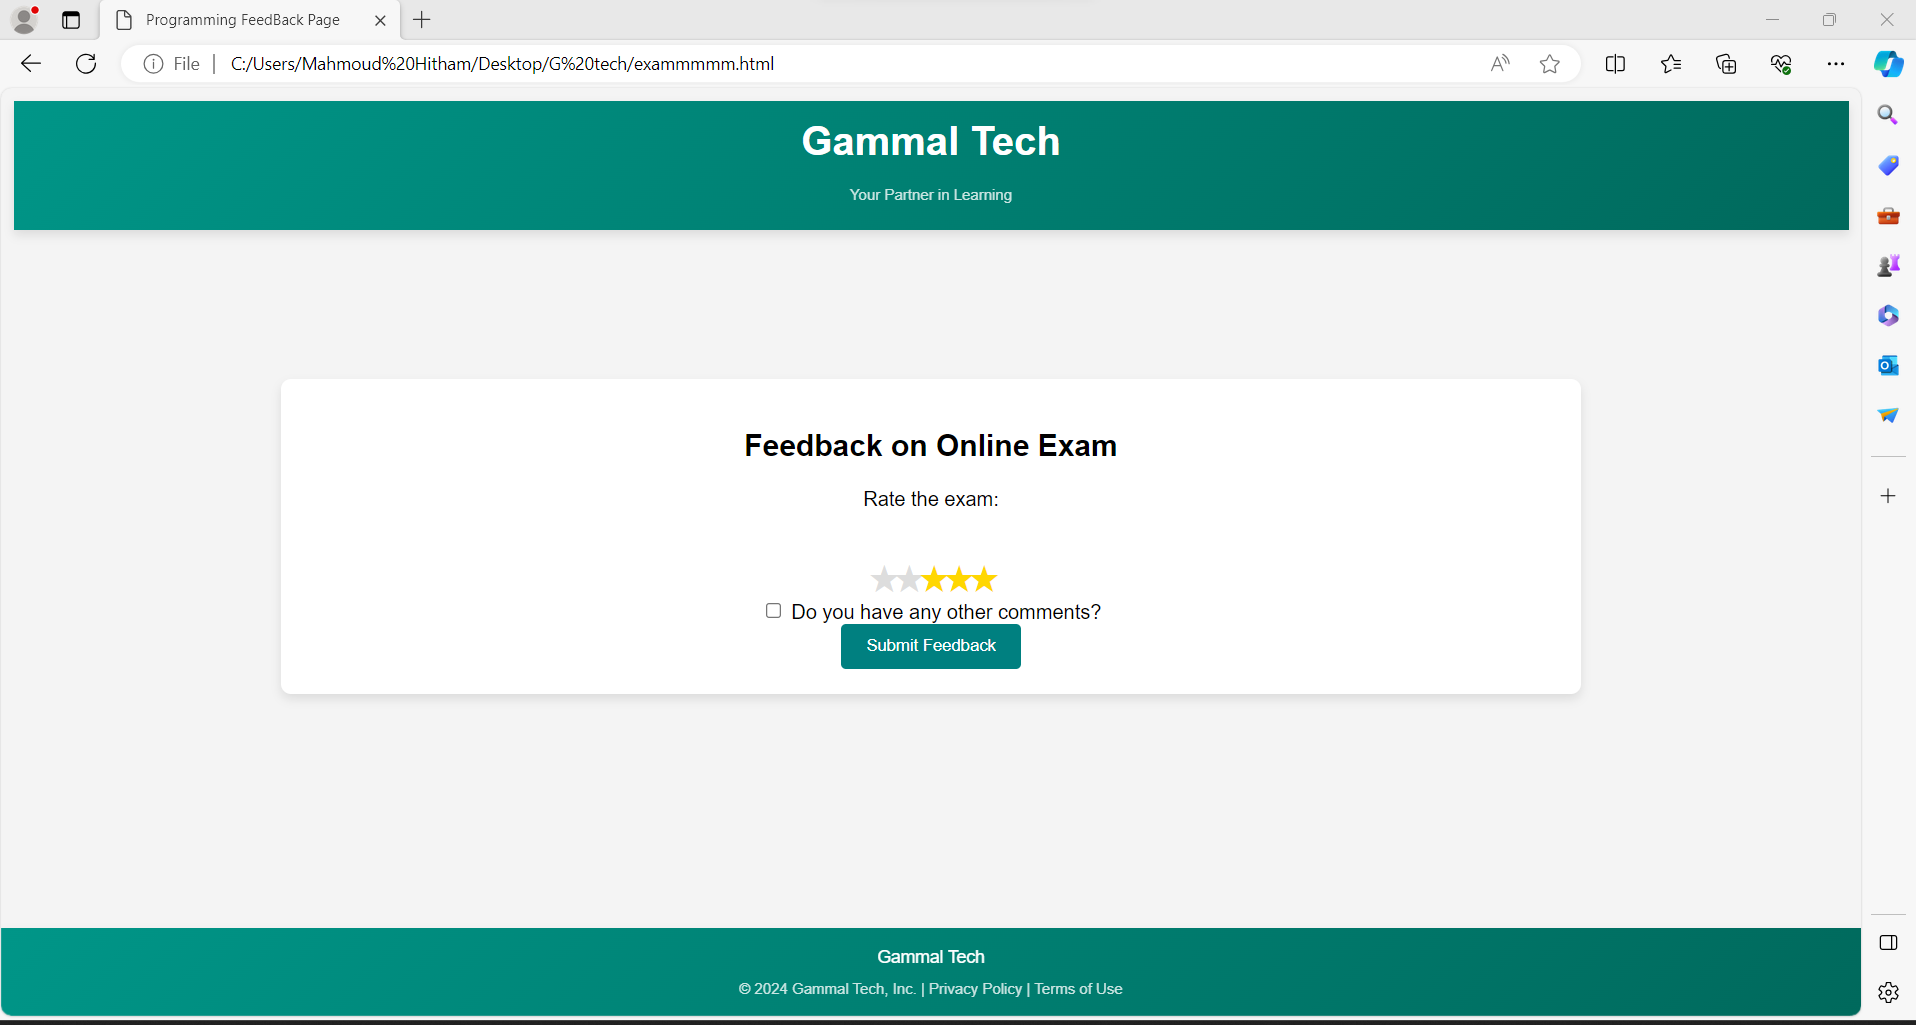 Programming FeedBack Page
File | C:/Users/Mahmoud%20Hitham/Desktop/G%20tech/exammmmm.html
Gammal Tech
Your Partner in Learning
Feedback on Online Exam
Rate the exam:
Do you have any other comments?
Submit Feedback
Gammal Tech
© 2024 Gammal Tech, Inc. | Privacy Policy | Terms of Use